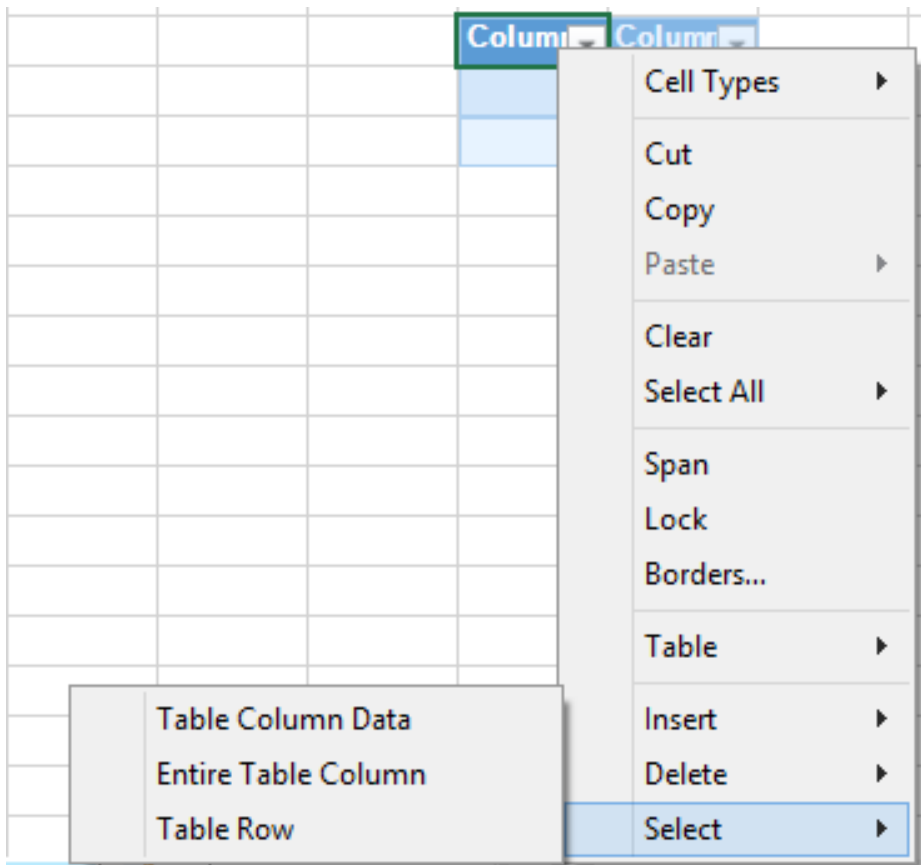 Colum Colum
Cell Types
Cut
Copy
Paste
Clear
Select All
Span
Lock
Borders...
Table
Insert
Delete
Select
Table Column Data
Entire Table Column
Table Row